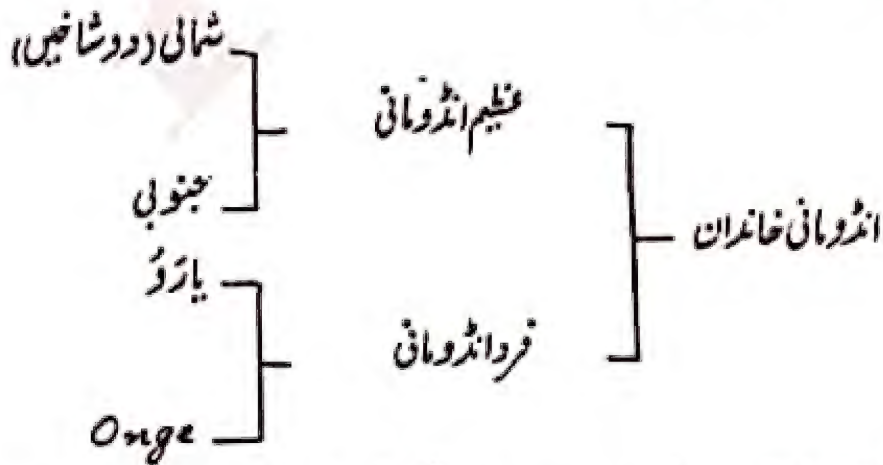 شمالی (دو شاخیں)
عظیم انڈومانی
جنوبی
انڈومانی خاندان
یارَوُ
فرد انڈومانی
Onge